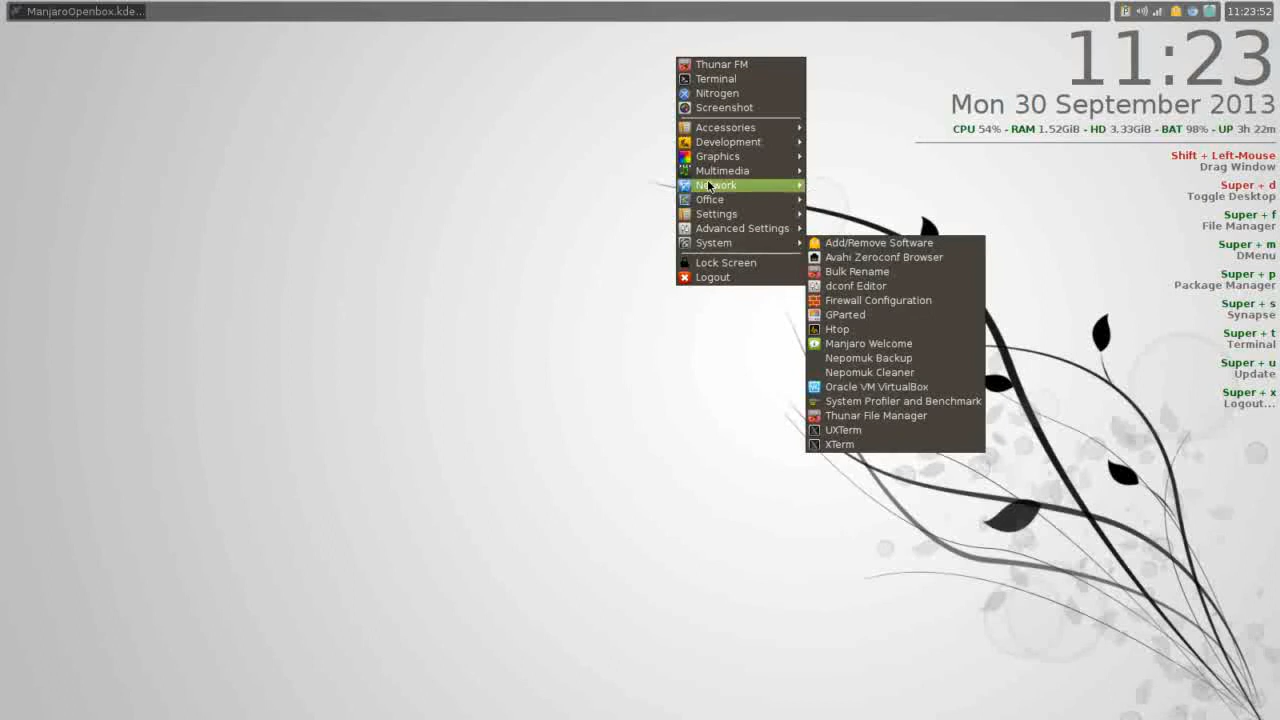 ManjaroOpenbox.kde...
11:23:52
11:23
Mon 30 September 2013
CPU 54% - RAM 1.52GiB - HD 3.33GiB - BAT 98% - UP 3h 22m
Shift + Left-Mouse
Drag Window
Super + d
Toggle Desktop
Super + f
File Manager
Super + m
DMenu
Super + p
Package Manager
Super + s
Synapse
Super + t
Terminal
Super + u
Update
Super + x
Logout...
Thunar FM
Terminal
Nitrogen
Screenshot
Accessories
Development
Graphics
Multimedia
Network
Office
Settings
Advanced Settings
System
Lock Screen
Logout
Add/Remove Software
Avahi Zeroconf Browser
Bulk Rename
dconf Editor
Firewall Configuration
GParted
Htop
Manjaro Welcome
Nepomuk Backup
Nepomuk Cleaner
Oracle VM VirtualBox
System Profiler and Benchmark
Thunar File Manager
UXTerm
XTerm